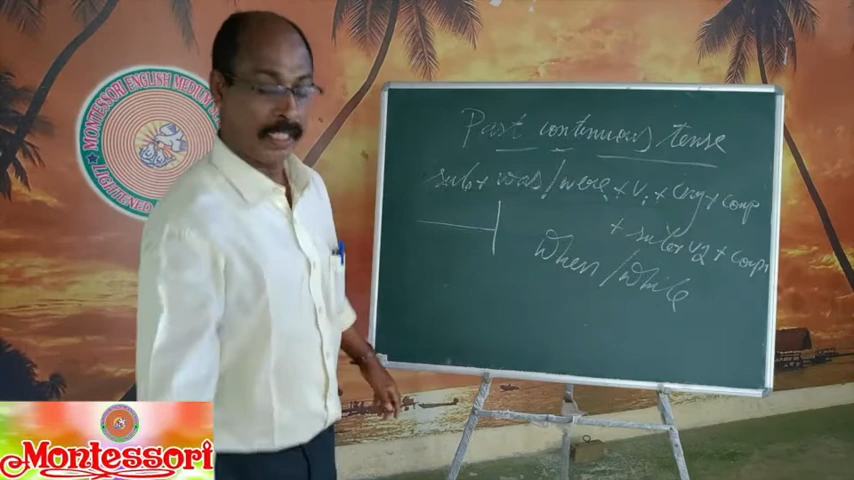 Past continuous tense
sub + was/were + V1 + ing + comp
+ sub + V2 + comp
When / while
MONTESSORI ENGLISH MEDIUM
Montessori